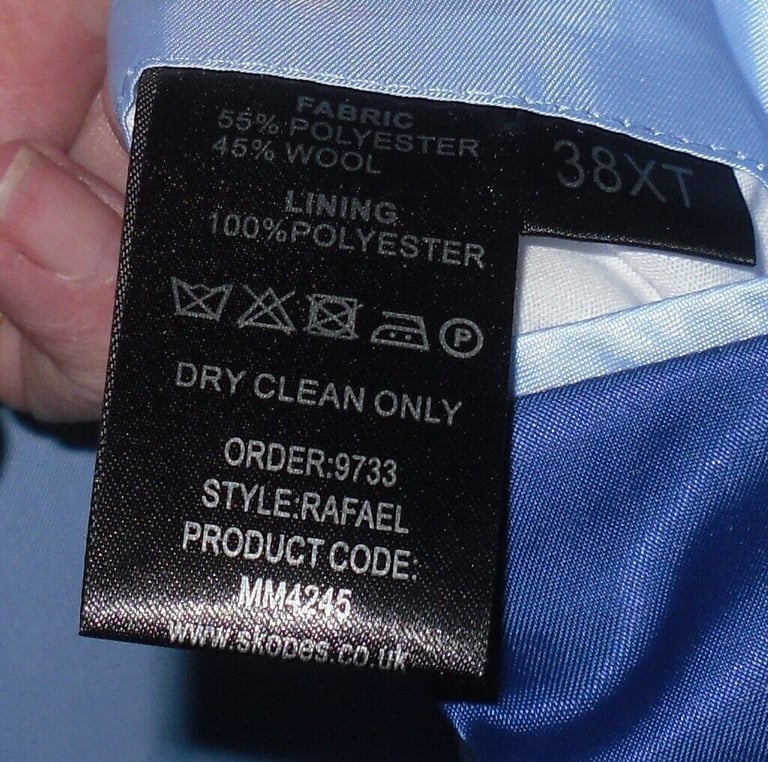 FABRIC
55% POLYESTER
45% WOOL
LINING
100%POLYESTER
P
DRY CLEAN ONLY
ORDER:9733
STYLE:RAFAEL
PRODUCT CODE:
MM4245
www.skopes.co.uk
38XT